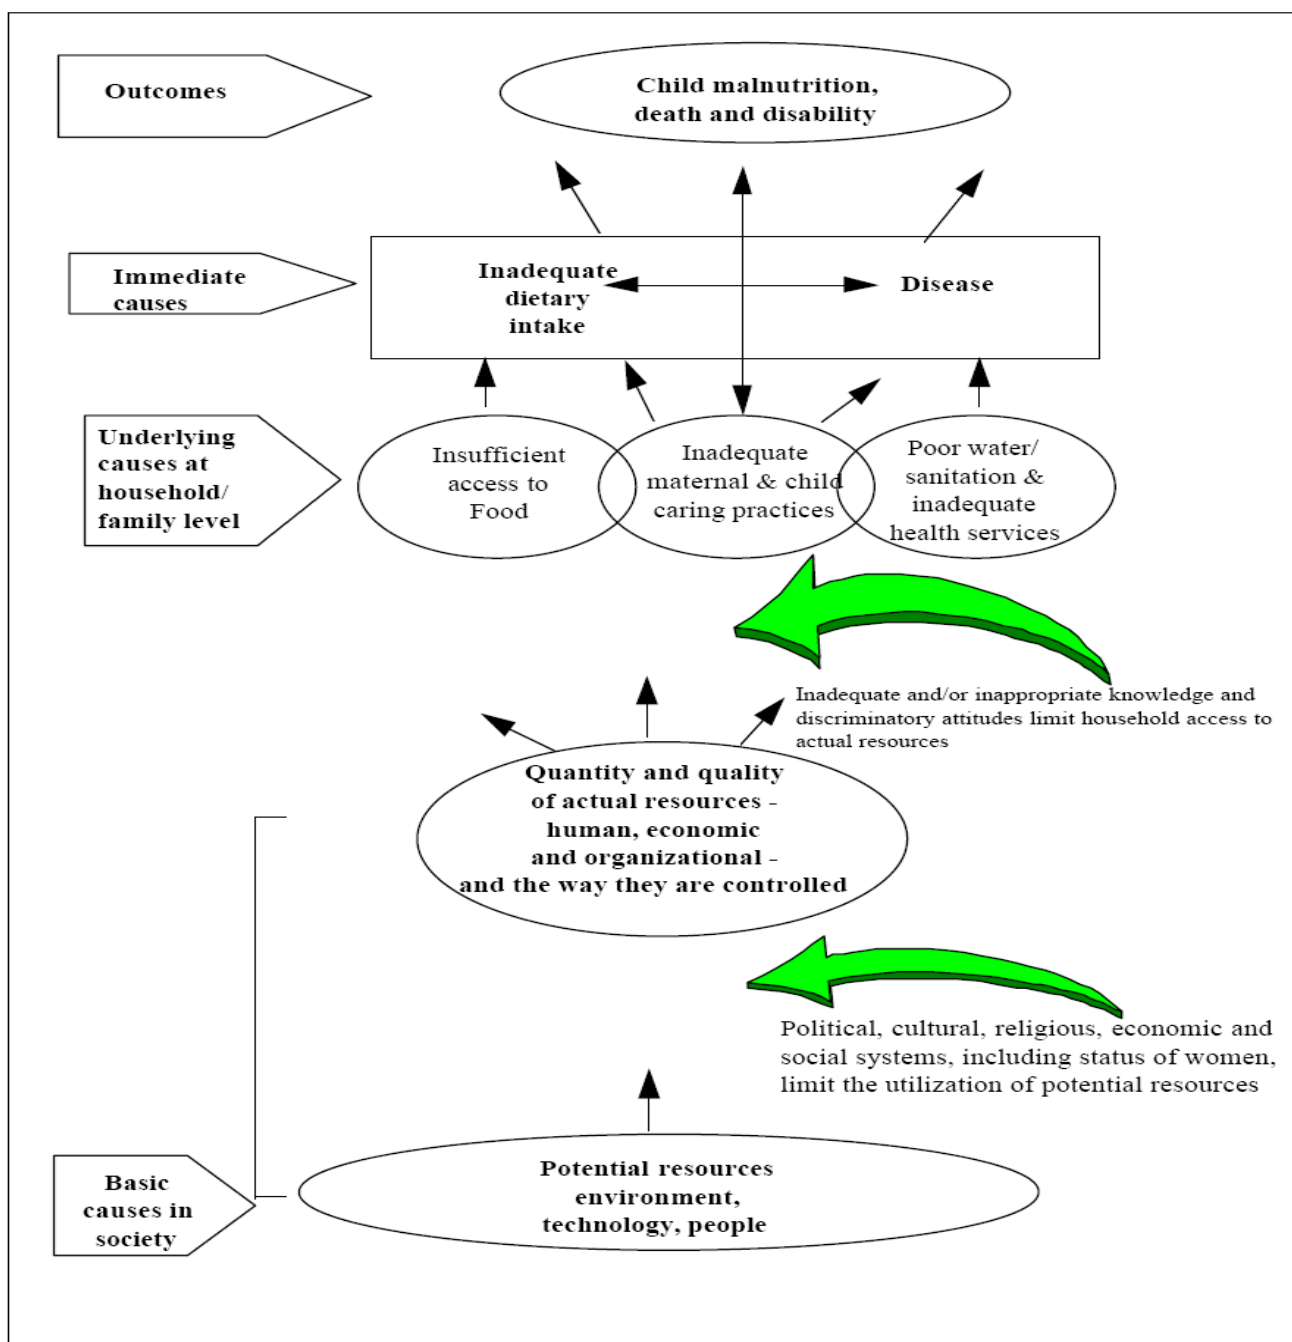 Outcomes
Child malnutrition,
death and disability
Immediate
causes
Inadequate
dietary
intake
Disease
Underlying
causes at
household/
family level
Insufficient
access to
Food
Inadequate
maternal & child
caring practices
Poor water/
sanitation &
inadequate
health services
Inadequate and/or inappropriate knowledge and
discriminatory attitudes limit household access to
actual resources
Quantity and quality
of actual resources -
human, economic
and organizational -
and the way they are controlled
Political, cultural, religious, economic and
social systems, including status of women,
limit the utilization of potential resources
Basic
causes in
society
Potential resources
environment,
technology, people